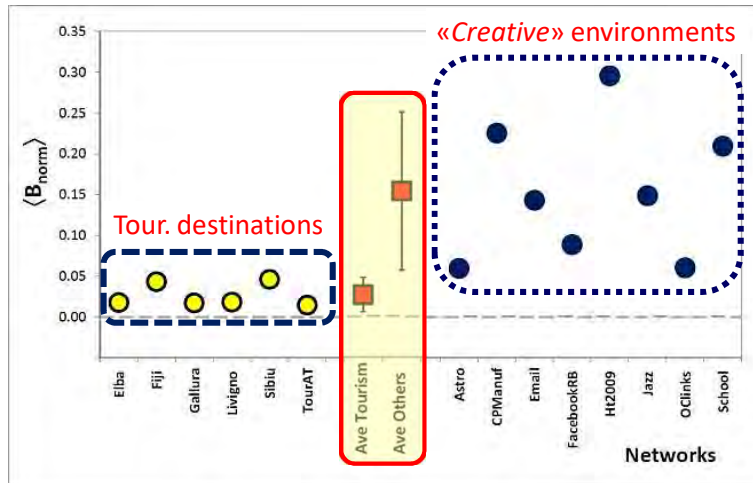 «Creative» environments
0.35
0.30
0.25
0.20
0.15
0.10
0.05
0.00
⟨Bnorm⟩
Tour. destinations
Elba
Fiji
Gallura
Livigno
Sibiu
TourAT
Ave Tourism
Ave Others
Astro
CPManuf
Email
FacebookRB
Ht2009
Jazz
OClinks
School
Networks